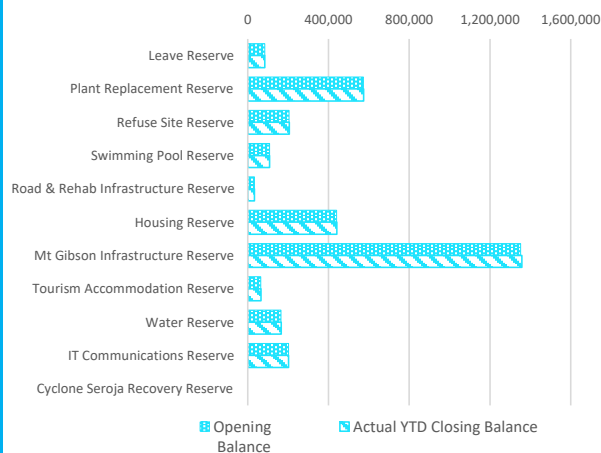 0 400,000 800,000 1,200,000 1,600,000
Leave Reserve
Plant Replacement Reserve
Refuse Site Reserve
Swimming Pool Reserve
Road & Rehab Infrastructure Reserve
Housing Reserve
Mt Gibson Infrastructure Reserve
Tourism Accommodation Reserve
Water Reserve
IT Communications Reserve
Cyclone Seroja Recovery Reserve
Opening
Balance
Actual YTD Closing Balance